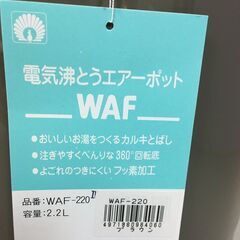 電気沸とうエアーポット
WAF
●おいしいお湯をつくるカルキとばし
●注ぎやすくべんりな360°回転底
●よごれのつきにくいフッ素加工
品番:WAF-220
容量:2.2L
WAF-220
4971880984060
ブラウン